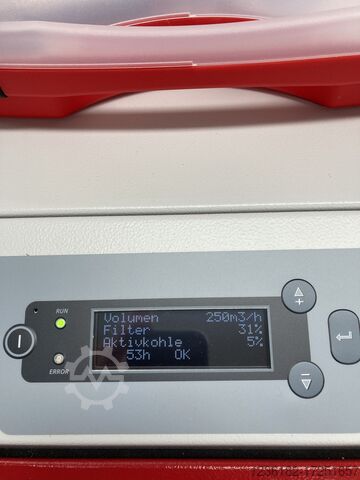 RUN
Volumen 250m3/h
Filter 31%
Aktivkohle 5%
53h OK
ERROR